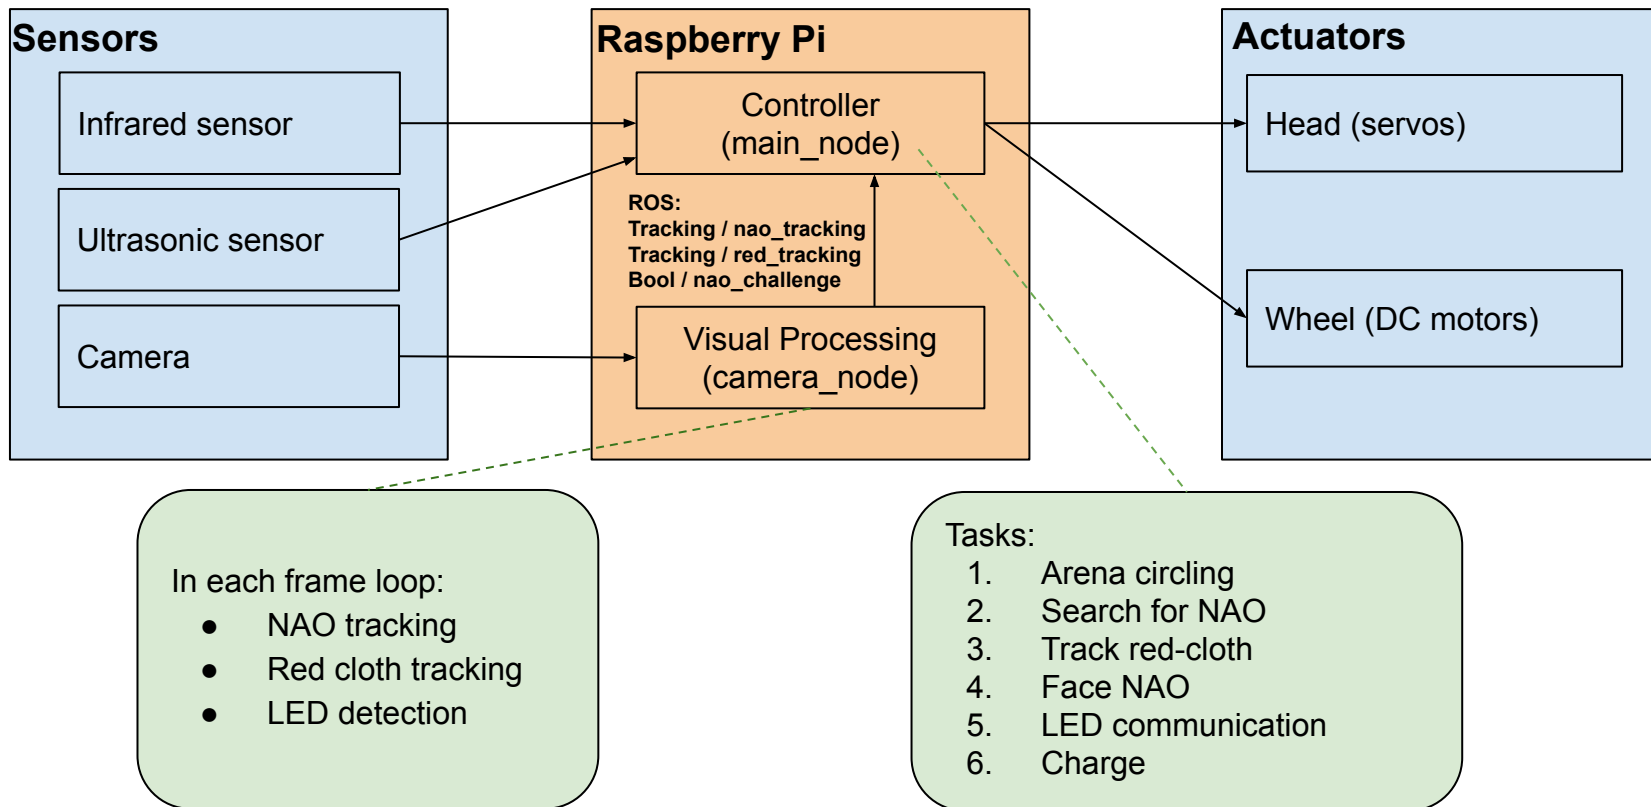 Sensors
Infrared sensor
Ultrasonic sensor
Camera
Raspberry Pi
Controller
(main_node)
ROS:
Tracking / nao_tracking
Tracking / red_tracking
Bool / nao_challenge
Visual Processing
(camera_node)
Actuators
Head (servos)
Wheel (DC motors)
In each frame loop:
● NAO tracking
● Red cloth tracking
● LED detection
Tasks:
1. Arena circling
2. Search for NAO
3. Track red-cloth
4. Face NAO
5. LED communication
6. Charge